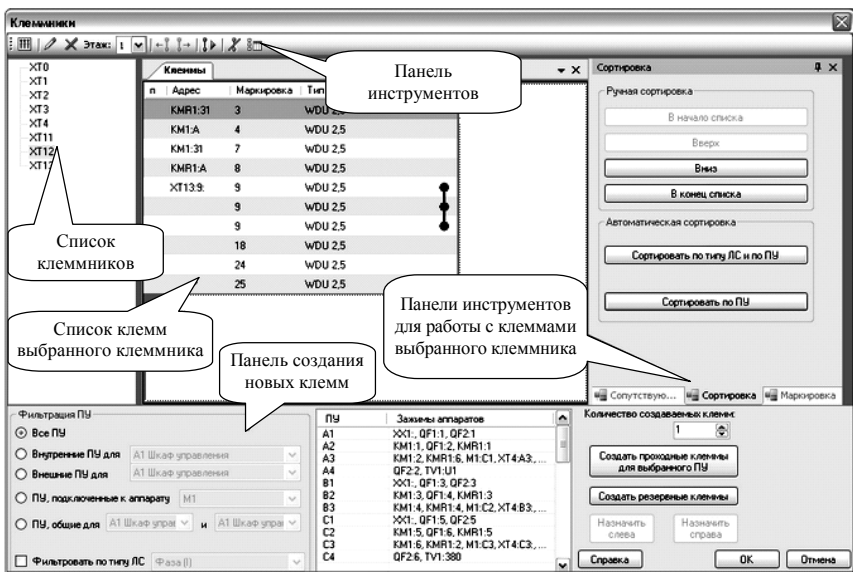 Клеммники
Этаж: 1
XT0
XT1
XT2
XT3
XT4
XT11
XT12
Список
клеммников
Клеммы
п Адрес Маркировка Тип
KMR1:31 3 WDU 2,5
KM1:A 4 WDU 2,5
KM1:31 7 WDU 2,5
KMR1:A 8 WDU 2,5
XT13:9: 9 WDU 2,5
9 WDU 2,5
9 WDU 2,5
18 WDU 2,5
24 WDU 2,5
25 WDU 2,5
Панель
инструментов
Список клемм
выбранного клеммника
Панель создания
новых клемм
Панели инструментов
для работы с клеммами
выбранного клеммника
Сортировка
Ручная сортировка
В начало списка
Вверх
Вниз
В конец списка
Автоматическая сортировка
Сортировать по типу ЛС и по ПУ
Сортировать по ПУ
Сопутствую... Сортировка Маркировка
Фильтрация ПУ
Все ПУ
Внутренние ПУ для А1 Шкаф управления
Внешние ПУ для А1 Шкаф управления
ПУ, подключенные к аппарату M1
ПУ, общие для А1 Шкаф управ и А1 Шкаф управ
Фильтровать по типу ЛС Фаза (l)
ПУ Зажимы аппаратов
A1 XX1:, QF1:1, QF2:1
A2 KM1:1, QF1:2, KMR1:1
A3 KM1:2, KMR1:6, M1:C1, XT4:A3:, ...
A4 QF2:2, TV1:U1
B1 XX1:, QF1:3, QF2:3
B2 KM1:3, QF1:4, KMR1:3
B3 KM1:4, KMR1:4, M1:C2, XT4:B3:, ...
C1 XX1:, QF1:5, QF2:5
C2 KM1:5, QF1:6, KMR1:5
C3 KM1:6, KMR1:2, M1:C3, XT4:C3:, ...
C4 QF2:6, TV1:380
Количество создаваемых клемм:
1
Создать проходные клеммы
для выбранного ПУ
Создать резервные клеммы
Назначить
слева
Назначить
справа
Справка OK Отмена